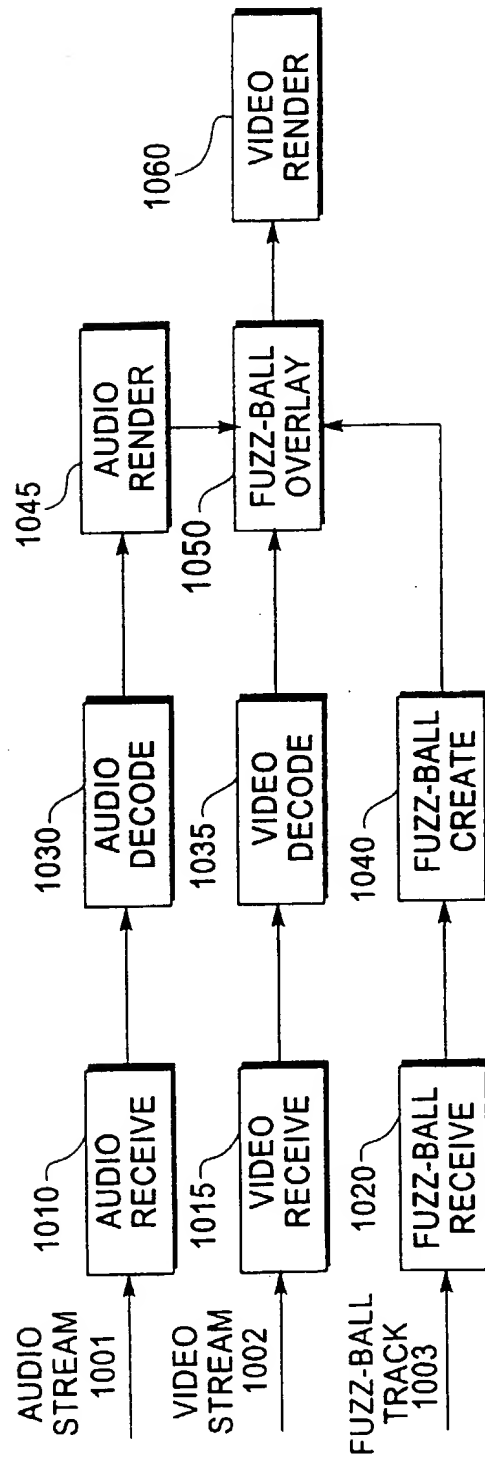 AUDIO
STREAM
1001
1010
AUDIO
RECEIVE
1030
AUDIO
DECODE
1045
AUDIO
RENDER
VIDEO
STREAM
1002
1015
VIDEO
RECEIVE
1035
VIDEO
DECODE
1050
FUZZ-BALL
OVERLAY
1060
VIDEO
RENDER
FUZZ-BALL
TRACK
1003
1020
FUZZ-BALL
RECEIVE
1040
FUZZ-BALL
CREATE